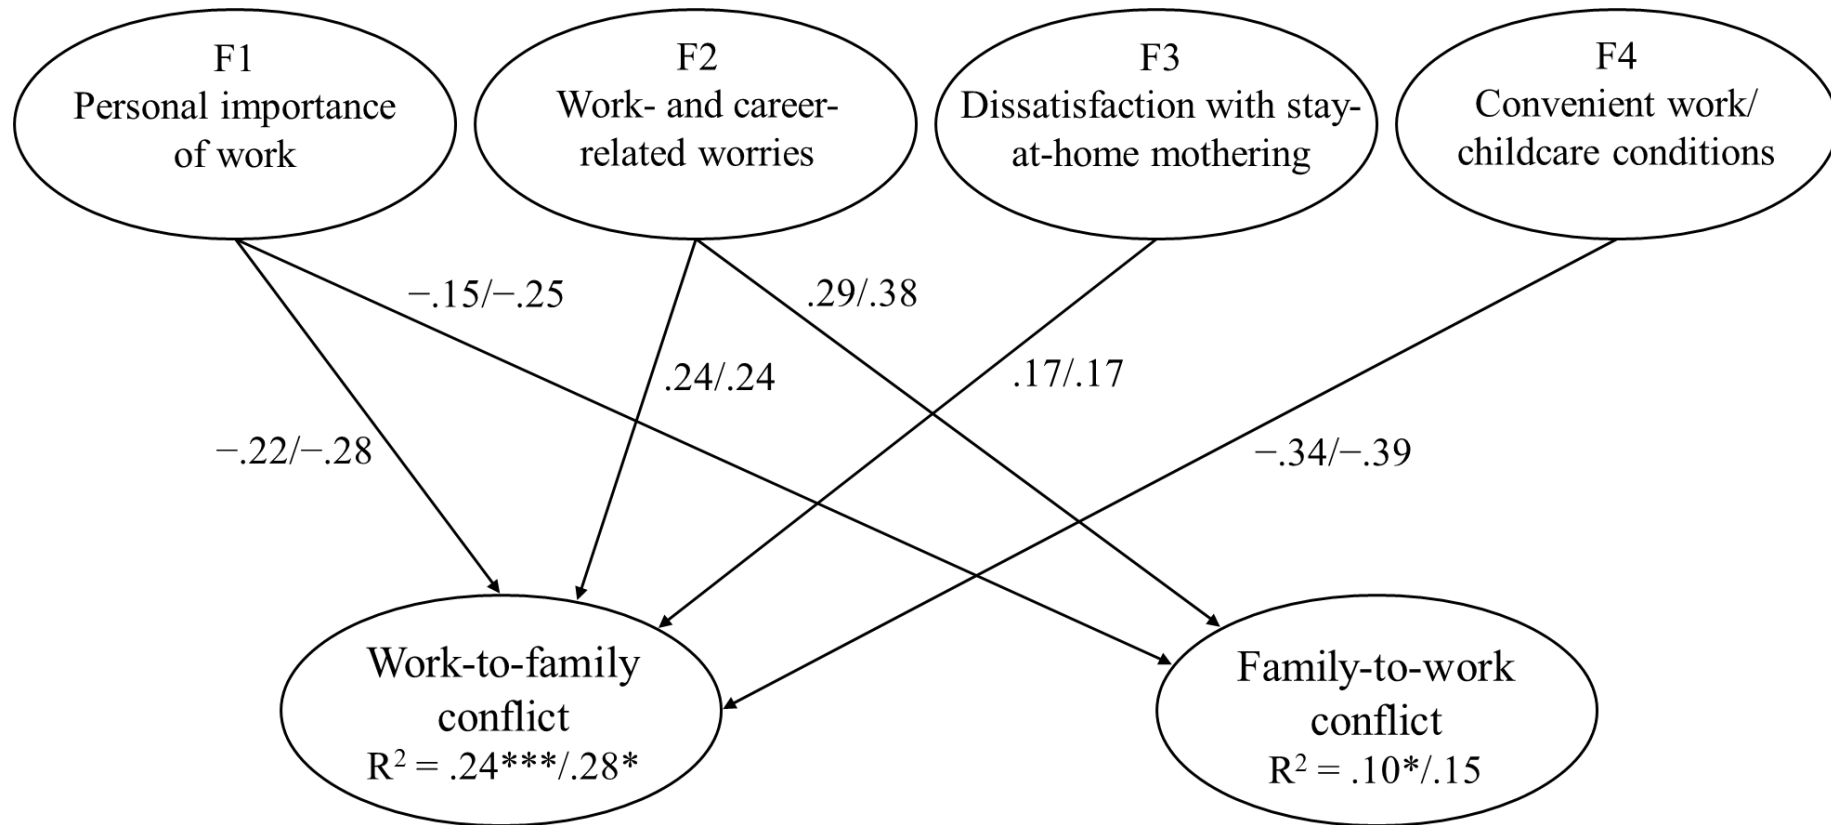 F1
Personal importance
of work
F2
Work- and career-
related worries
F3
Dissatisfaction with stay-
at-home mothering
F4
Convenient work/
childcare conditions
−.15/−.25
.29/.38
.24/.24
.17/.17
−.22/−.28
−.34/−.39
Work-to-family
conflict
R² = .24***/.28*
Family-to-work
conflict
R² = .10*/.15